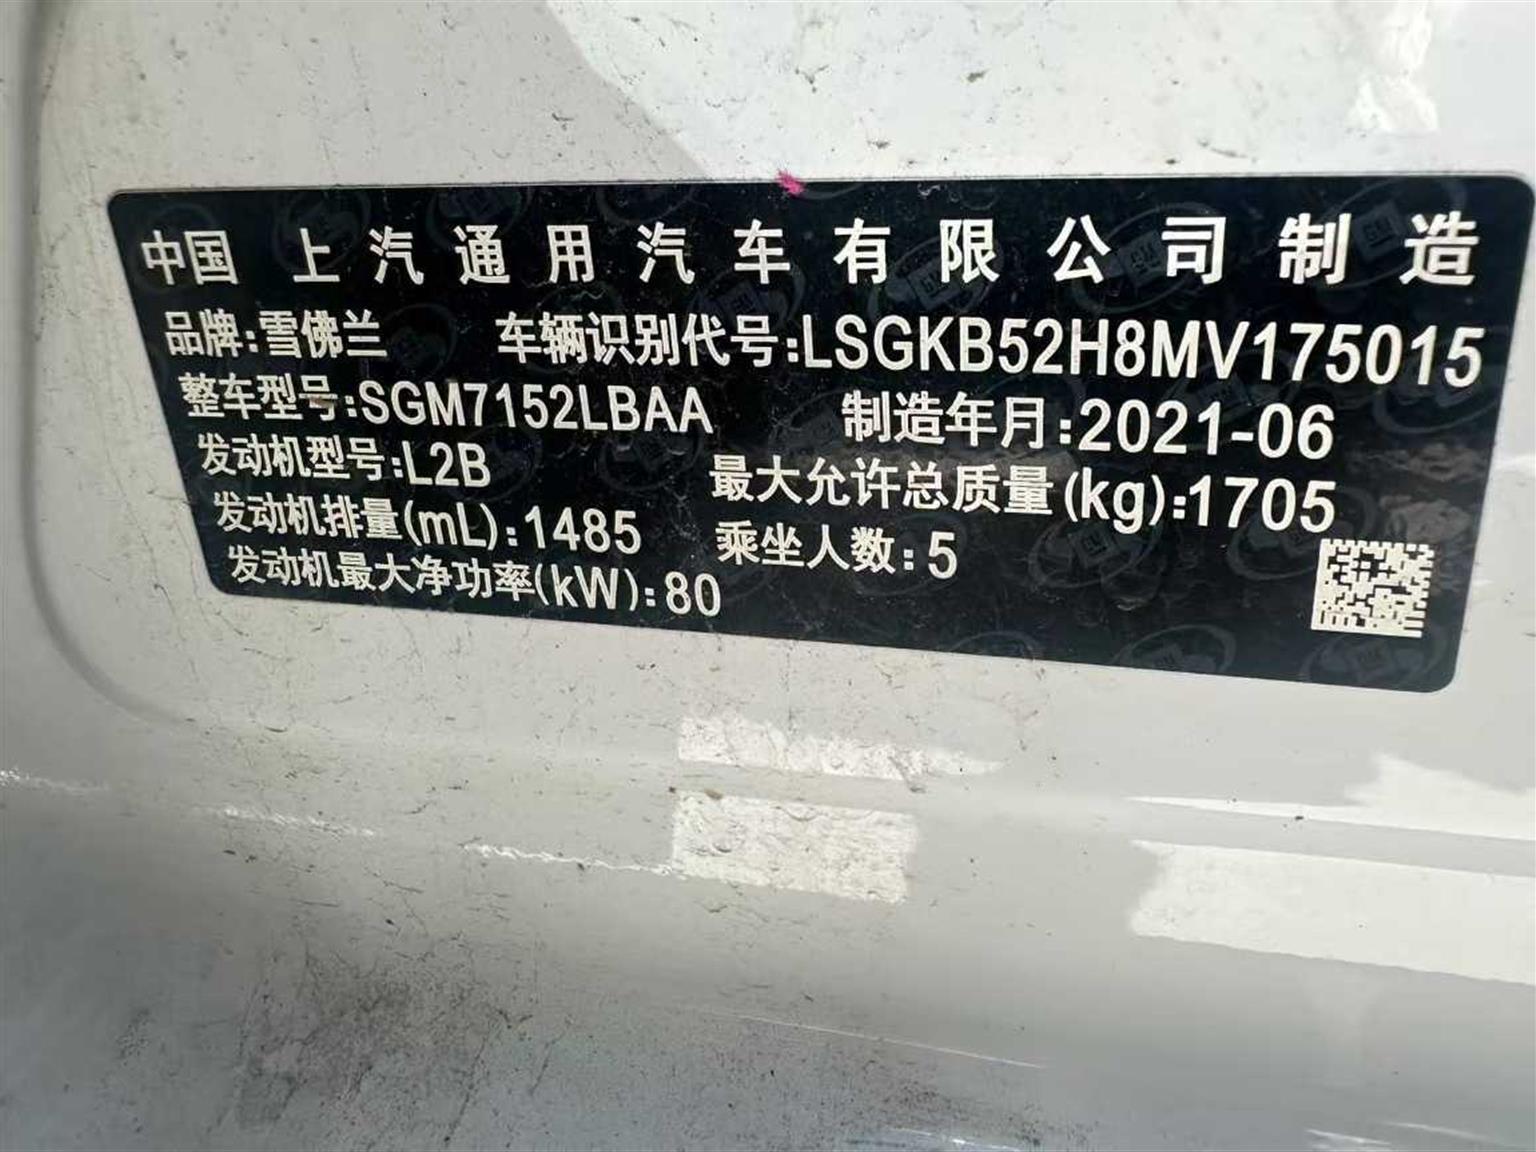 中国 上汽通用汽车有限公司制造
品牌:雪佛兰 车辆识别代号:LSGKB52H8MV175015
整车型号:SGM7152LBAA 制造年月:2021-06
发动机型号:L2B 最大允许总质量(kg):1705
发动机排量(mL):1485 乘坐人数:5
发动机最大净功率(kW):80